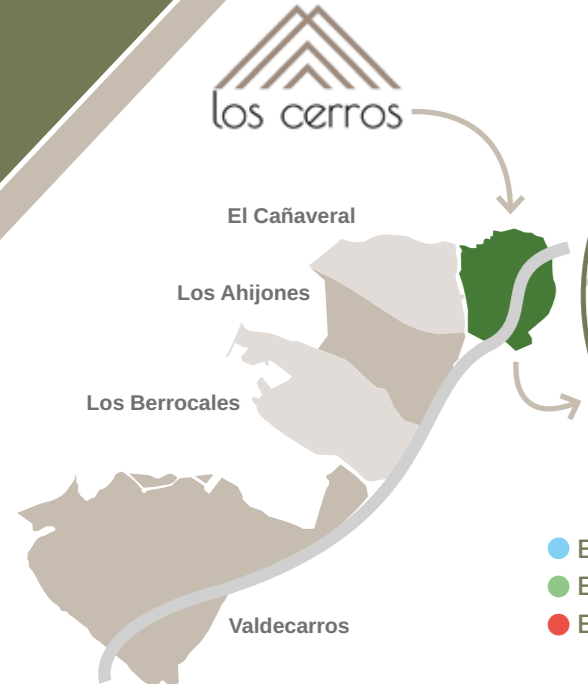 los cerros
El Cañaveral
Los Ahijones
Los Berrocales
Valdecarros
E
E
E